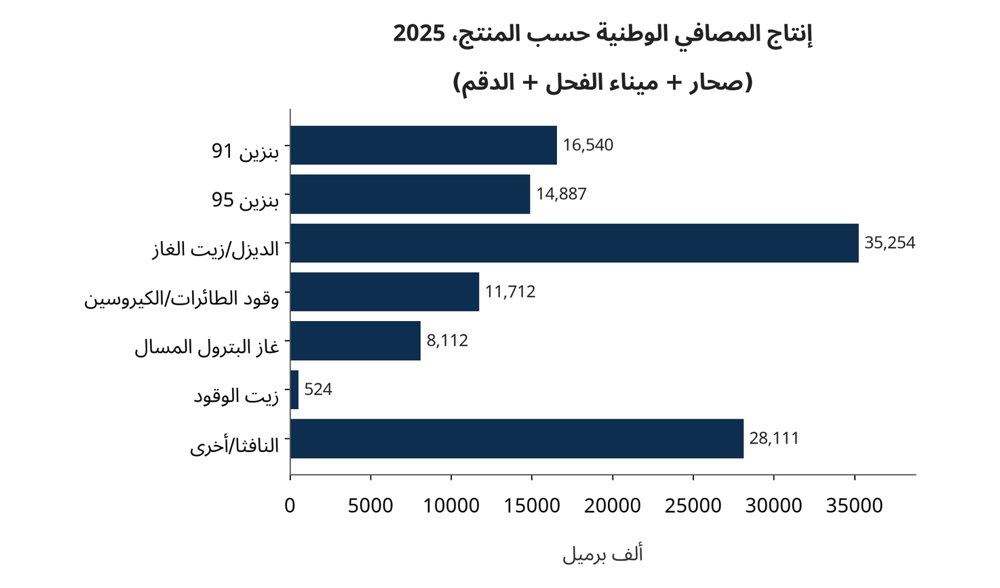 إنتاج المصافي الوطنية حسب المنتج، 2025
(صحار + ميناء الفحل + الدقم)
بنزين 91
16,540
بنزين 95
14,887
الديزل/زيت الغاز
35,254
وقود الطائرات/الكيروسين
11,712
غاز البترول المسال
8,112
زيت الوقود
524
النافثا/أخرى
28,111
0 5000 10000 15000 20000 25000 30000 35000
ألف برميل